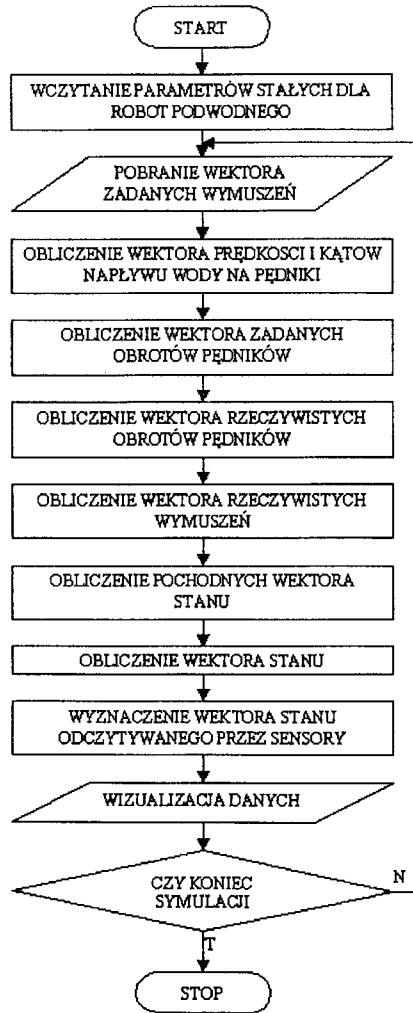 START
WCZYTANIE PARAMETRÓW STAŁYCH DLA
ROBOT PODWODNEGO
POBRANIE WEKTORA
ZADANYCH WYMUSZEŃ
OBLICZENIE WEKTORA PRĘDKOSCI I KĄTOW
NAPŁYWU WODY NA PĘDNIKI
OBLICZENIE WEKTORA ZADANYCH
OBROTÓW PĘDNIKÓW
OBLICZENIE WEKTORA RZECZYWISTYCH
OBROTÓW PĘDNIKÓW
OBLICZENIE WEKTORA RZECZYWISTYCH
WYMUSZEŃ
OBLICZENIE POCHODNYCH WEKTORA
STANU
OBLICZENIE WEKTORA STANU
WYZNACZENIE WEKTORA STANU
ODCZYTYWANEGO PRZEZ SENSORY
WIZUALIZACJA DANYCH
CZY KONIEC
SYMULACJI
N
T
STOP